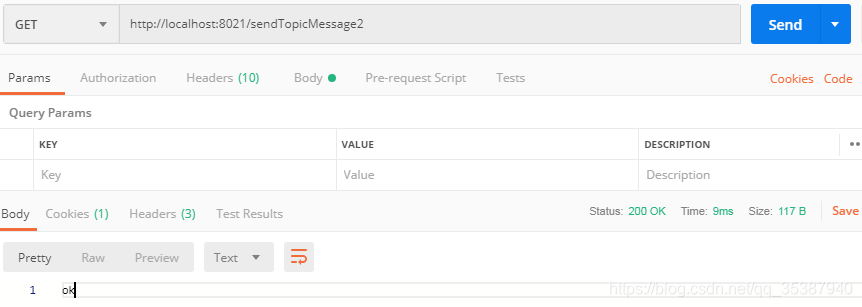 GET http://localhost:8021/sendTopicMessage2 Send
Params Authorization Headers (10) Body Pre-request Script Tests Cookies Code
Query Params
KEY VALUE DESCRIPTION
Key Value Description
Body Cookies (1) Headers (3) Test Results Status: 200 OK Time: 9ms Size: 117 B Save
Pretty Raw Preview Text
1 ok
https://blog.csdn.net/qq_35387940